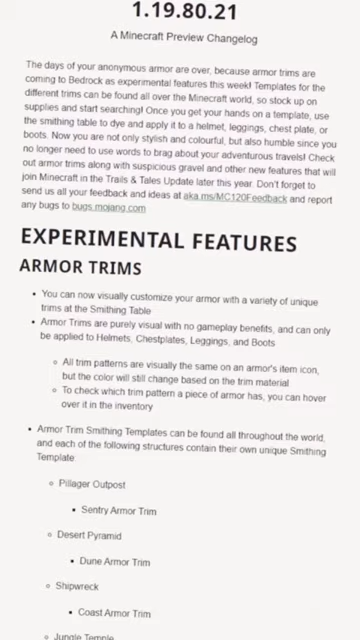 1.19.80.21
A Minecraft Preview Changelog
The days of your anonymous armor are over, because armor trims are
coming to Bedrock as experimental features this week! Templates for the
different trims can be found all over the Minecraft world, so stock up on
supplies and start searching! Once you get your hands on a template, use
the smithing table to dye and apply it to a helmet, leggings, chest plate, or
boots. Now you are not only stylish and colourful, but also humble since you
no longer need to use words to brag about your adventurous travels! Check
out armor trims along with suspicious gravel and other new features that will
join Minecraft in the Trails & Tales Update later this year. Don't forget to
send us all your feedback and ideas at aka.ms/MC120Feedback and report
any bugs to bugs.mojang.com
EXPERIMENTAL FEATURES
ARMOR TRIMS
• You can now visually customize your armor with a variety of unique
trims at the Smithing Table
• Armor Trims are purely visual with no gameplay benefits, and can only
be applied to Helmets, Chestplates, Leggings, and Boots
○ All trim patterns are visually the same on an armor's item icon,
but the color will still change based on the trim material
○ To check which trim pattern a piece of armor has, you can hover
over it in the inventory
• Armor Trim Smithing Templates can be found all throughout the world,
and each of the following structures contain their own unique Smithing
Template:
○ Pillager Outpost
▪ Sentry Armor Trim
○ Desert Pyramid
▪ Dune Armor Trim
○ Shipwreck
▪ Coast Armor Trim
○ Jungle Temple